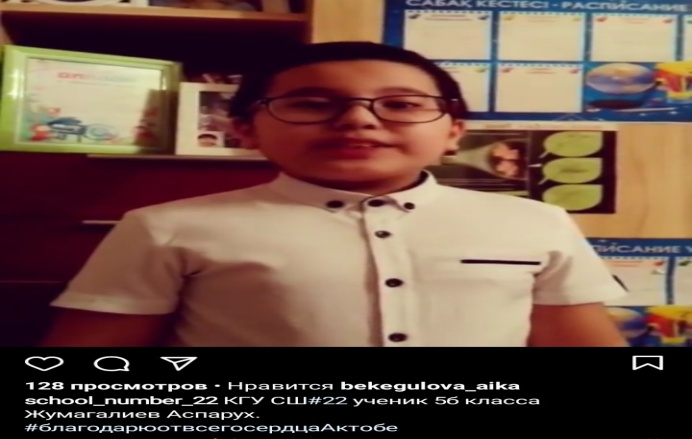 САБАҚ КЕСТЕСІ - РАСПИСАНИЕ
128 просмотров • Нравится bekegulova_aika
school_number_22 КГУ СШ#22 ученик 5б класса
Жумагалиев Аспарух.
#благодарюотвсегосердцаАктобе